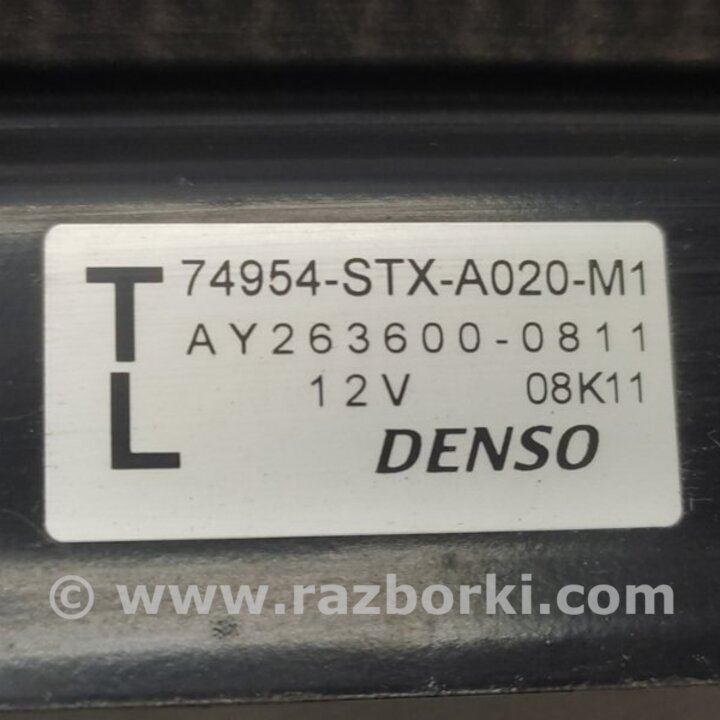 T 74954-STX-A020-M1
L AY263600-0811
12V 08K11
DENSO
© www.razborki.com